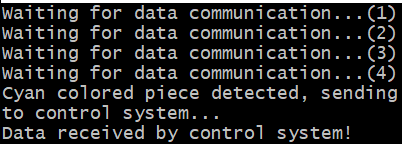 Waiting for data communication...(1)
Waiting for data communication...(2)
Waiting for data communication...(3)
Waiting for data communication...(4)
Cyan colored piece detected, sending
to control system...
Data received by control system!